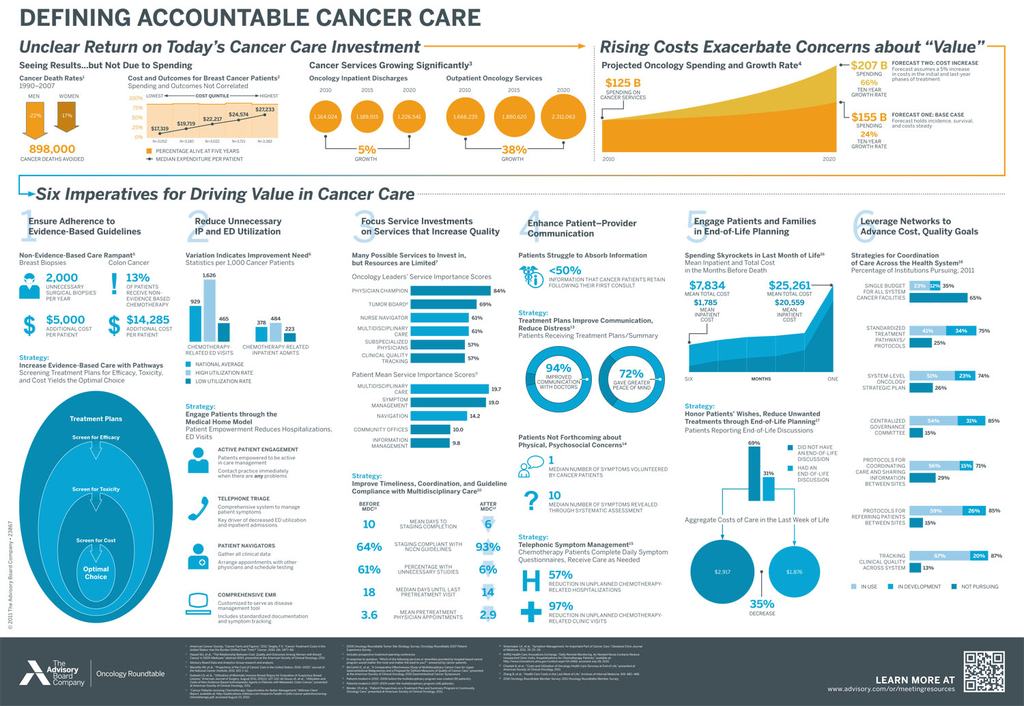 DEFINING ACCOUNTABLE CANCER CARE
Unclear Return on Today's Cancer Care Investment
Seeing Results...but Not Due to Spending
Cancer Death Rates¹
1990–2007
MEN
WOMEN
-22%
-17%
898,000
CANCER DEATHS AVOIDED
Cost and Outcomes for Breast Cancer Patients²
Spending and Outcomes Not Correlated
LOWEST
COST QUINTILE
HIGHEST
100%
75%
50%
25%
0%
$17,319
$19,719
$22,217
$24,574
$27,233
PERCENTAGE ALIVE AT FIVE YEARS
MEDIAN EXPENDITURE PER PATIENT
Cancer Services Growing Significantly³
Oncology Inpatient Discharges
2010
2015
2020
1,164,024
1,189,915
1,226,541
5%
GROWTH
Outpatient Oncology Services
2010
2015
2020
1,668,235
1,880,620
2,311,063
38%
GROWTH
Rising Costs Exacerbate Concerns about “Value”
Projected Oncology Spending and Growth Rate⁴
$125 B
SPENDING ON
CANCER SERVICES
2010
2020
$207 B
SPENDING
66%
TEN YEAR
GROWTH RATE
FORECAST TWO: COST INCREASE
Forecast assumes a 5% increase
in costs in the initial and last-year
phases of treatment.
$155 B
SPENDING
24%
TEN YEAR
GROWTH RATE
FORECAST ONE: BASE CASE
Forecast holds incidence, survival,
and costs steady
Six Imperatives for Driving Value in Cancer Care
1
Ensure Adherence to
Evidence-Based Guidelines
Non-Evidence-Based Care Rampant⁵
Breast Biopsies
Colon Cancer
2,000
UNNECESSARY
SURGICAL BIOPSIES
PER YEAR
13%
OF PATIENTS
RECEIVE NON-
EVIDENCE BASED
CHEMOTHERAPY
$
$5,000
ADDITIONAL COST
PER PATIENT
$
$14,285
ADDITIONAL COST
PER PATIENT
Strategy:
Increase Evidence-Based Care with Pathways
Screening Treatment Plans for Efficacy, Toxicity,
and Cost Yields the Optimal Choice
Treatment Plans
Screen for Efficacy
Screen for Toxicity
Screen for Cost
Optimal
Choice
2
Reduce Unnecessary
IP and ED Utilization
Variation Indicates Improvement Need⁶
Statistics per 1,000 Cancer Patients
929
1,626
465
378
484
223
CHEMOTHERAPY-
RELATED ED VISITS
CHEMOTHERAPY-RELATED
INPATIENT ADMITS
NATIONAL AVERAGE
HIGH UTILIZATION RATE
LOW UTILIZATION RATE
Strategy:
Engage Patients through the
Medical Home Model
Patient Empowerment Reduces Hospitalizations,
ED Visits
ACTIVE PATIENT ENGAGEMENT
Patients empowered to be active
in care management
Contact practice immediately
when there are any problems
TELEPHONE TRIAGE
Comprehensive system to manage
patient symptoms
Key driver of decreased ED utilization
and inpatient admissions
PATIENT NAVIGATORS
Gather all clinical data
Arrange appointments with other
physicians and schedule testing
COMPREHENSIVE EMR
Customized to serve as disease
management tool
Includes standardized documentation
and symptom tracking
3
Focus Service Investments
on Services that Increase Quality
Many Possible Services to Invest in,
but Resources are Limited⁷
Oncology Leaders' Service Importance Scores
PHYSICIAN CHAMPION
84%
TUMOR BOARD⁸
69%
NURSE NAVIGATOR
61%
MULTIDISCIPLINARY
CARE
61%
SUBSPECIALIZED
PHYSICIANS
57%
CLINICAL QUALITY
TRACKING
57%
Patient Mean Service Importance Scores⁹
MULTIDISCIPLINARY
CARE
19.7
SYMPTOM
MANAGEMENT
19.0
NAVIGATION
14.2
COMMUNITY OFFICES
10.0
INFORMATION
MANAGEMENT
9.8
Strategy:
Improve Timeliness, Coordination, and Guideline
Compliance with Multidisciplinary Care¹⁰
BEFORE
MDC¹¹
AFTER
MDC¹²
10
MEAN DAYS TO
STAGING COMPLETION
6
64%
STAGING COMPLIANT WITH
NCCN GUIDELINES
93%
61%
PERCENTAGE WITH
UNNECESSARY STUDIES
6%
18
MEDIAN DAYS UNTIL LAST
PRETREATMENT VISIT
14
3.6
MEAN PRETREATMENT
PHYSICIAN APPOINTMENTS
2.9
4
Enhance Patient–Provider
Communication
Patients Struggle to Absorb Information
<50%
INFORMATION THAT CANCER PATIENTS RETAIN
FOLLOWING THEIR FIRST CONSULT
Strategy:
Treatment Plans Improve Communication,
Reduce Distress¹³
Patients Receiving Treatment Plans/Summary
94%
IMPROVED
COMMUNICATION
WITH DOCTORS
72%
GAVE GREATER
PEACE OF MIND
Patients Not Forthcoming about
Physical, Psychosocial Concerns¹⁴
1
MEDIAN NUMBER OF SYMPTOMS VOLUNTEERED
BY CANCER PATIENTS
?
10
MEDIAN NUMBER OF SYMPTOMS REVEALED
THROUGH SYSTEMATIC ASSESSMENT
Strategy:
Telephonic Symptom Management¹⁵
Chemotherapy Patients Complete Daily Symptom
Questionnaires, Receive Care as Needed
H
57%
REDUCTION IN UNPLANNED CHEMOTHERAPY-
RELATED HOSPITALIZATIONS
97%
REDUCTION IN UNPLANNED CHEMOTHERAPY-
RELATED CLINIC VISITS
5
Engage Patients and Families
in End-of-Life Planning
Spending Skyrockets in Last Month of Life¹⁶
Mean Inpatient and Total Cost
in the Months Before Death
$7,834
MEAN TOTAL COST
$1,785
MEAN
INPATIENT
COST
$25,261
MEAN TOTAL COST
$20,559
MEAN
INPATIENT
COST
SIX
MONTHS
ONE
Strategy:
Honor Patients' Wishes, Reduce Unwanted
Treatments through End-of-Life Planning¹⁷
Patients Reporting End-of-Life Discussions
69%
31%
DID NOT HAVE
AN END-OF-LIFE
DISCUSSION
HAD AN
END-OF-LIFE
DISCUSSION
Aggregate Costs of Care in the Last Week of Life
$2,917
$1,876
35%
DECREASE
6
Leverage Networks to
Advance Cost, Quality Goals
Strategies for Coordination
of Care Across the Health System¹⁸
Percentage of Institutions Pursuing, 2011
SINGLE BUDGET
FOR ALL SYSTEM
CANCER FACILITIES
23%
12%
35%
65%
STANDARDIZED
TREATMENT
PATHWAYS/
PROTOCOLS
41%
34%
75%
25%
SYSTEM-LEVEL
ONCOLOGY
STRATEGIC PLAN
51%
23%
74%
26%
CENTRALIZED
GOVERNANCE
COMMITTEE
54%
31%
85%
15%
PROTOCOLS FOR
COORDINATING
CARE AND SHARING
INFORMATION
BETWEEN SITES
56%
15%
71%
29%
PROTOCOLS FOR
REFERRING PATIENTS
BETWEEN SITES
59%
26%
85%
15%
TRACKING
CLINICAL QUALITY
ACROSS SYSTEM
67%
20%
87%
13%
IN USE
IN DEVELOPMENT
NOT PURSUING
© 2011 The Advisory Board Company • 23867
The
Advisory
Board
Company
Oncology Roundtable
LEARN MORE AT
www.advisory.com/or/meetingresources